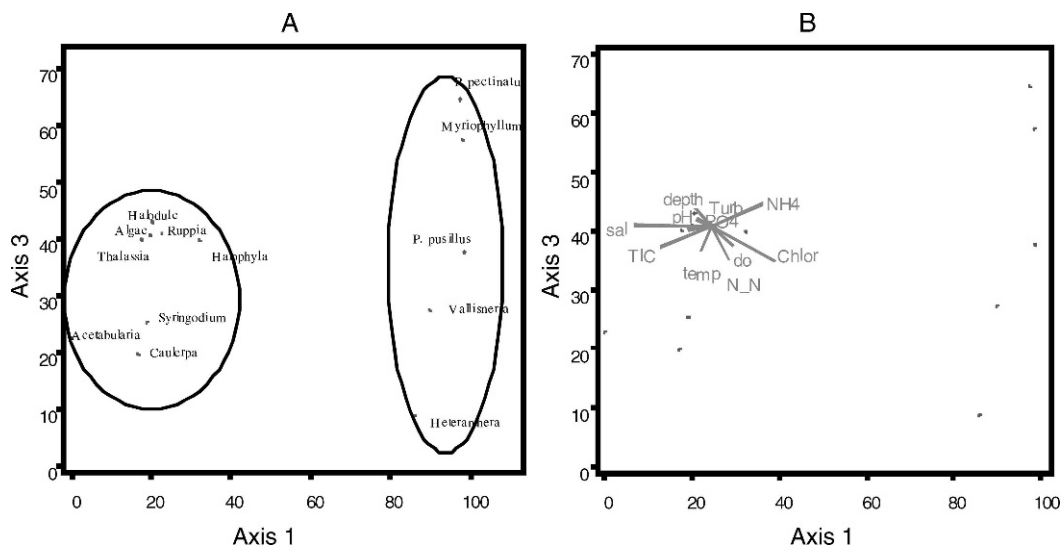 A
B
70
60
50
40
30
20
10
0
Axis 3
P. pectinatu
Myriophyllum
P. pusillus
Vallisneria
Heteranthera
Halodule
Algae
Ruppia
Thalassia
Halophyla
Syringodium
Acetabularia
Caulerpa
0
20
40
60
80
100
Axis 1
70
60
50
40
30
20
10
0
Axis 3
depth
Turb
NH4
pH
PO4
sal
TIC
do
Chlor
temp
N_N
0
20
40
60
80
100
Axis 1